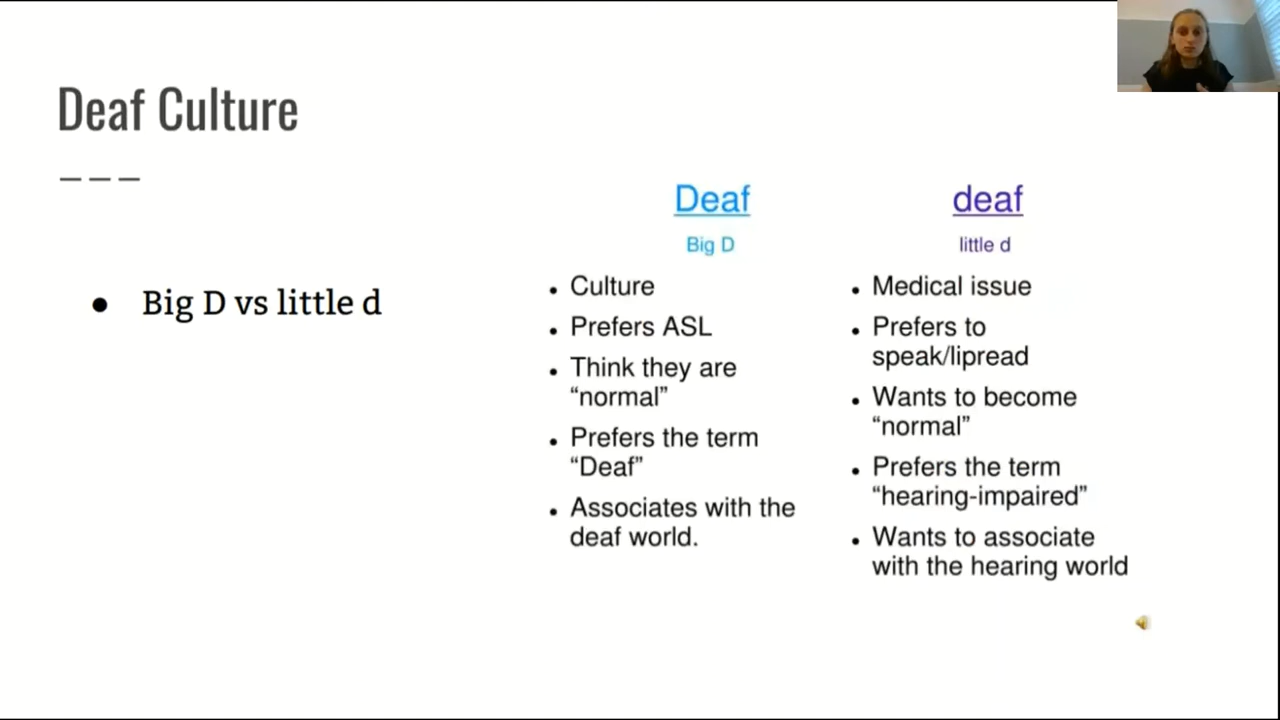 Deaf Culture
● Big D vs little d
Deaf
Big D
• Culture
• Prefers ASL
• Think they are
“normal”
• Prefers the term
“Deaf”
• Associates with the
deaf world.
deaf
little d
• Medical issue
• Prefers to
speak/lipread
• Wants to become
“normal”
• Prefers the term
“hearing-impaired”
• Wants to associate
with the hearing world